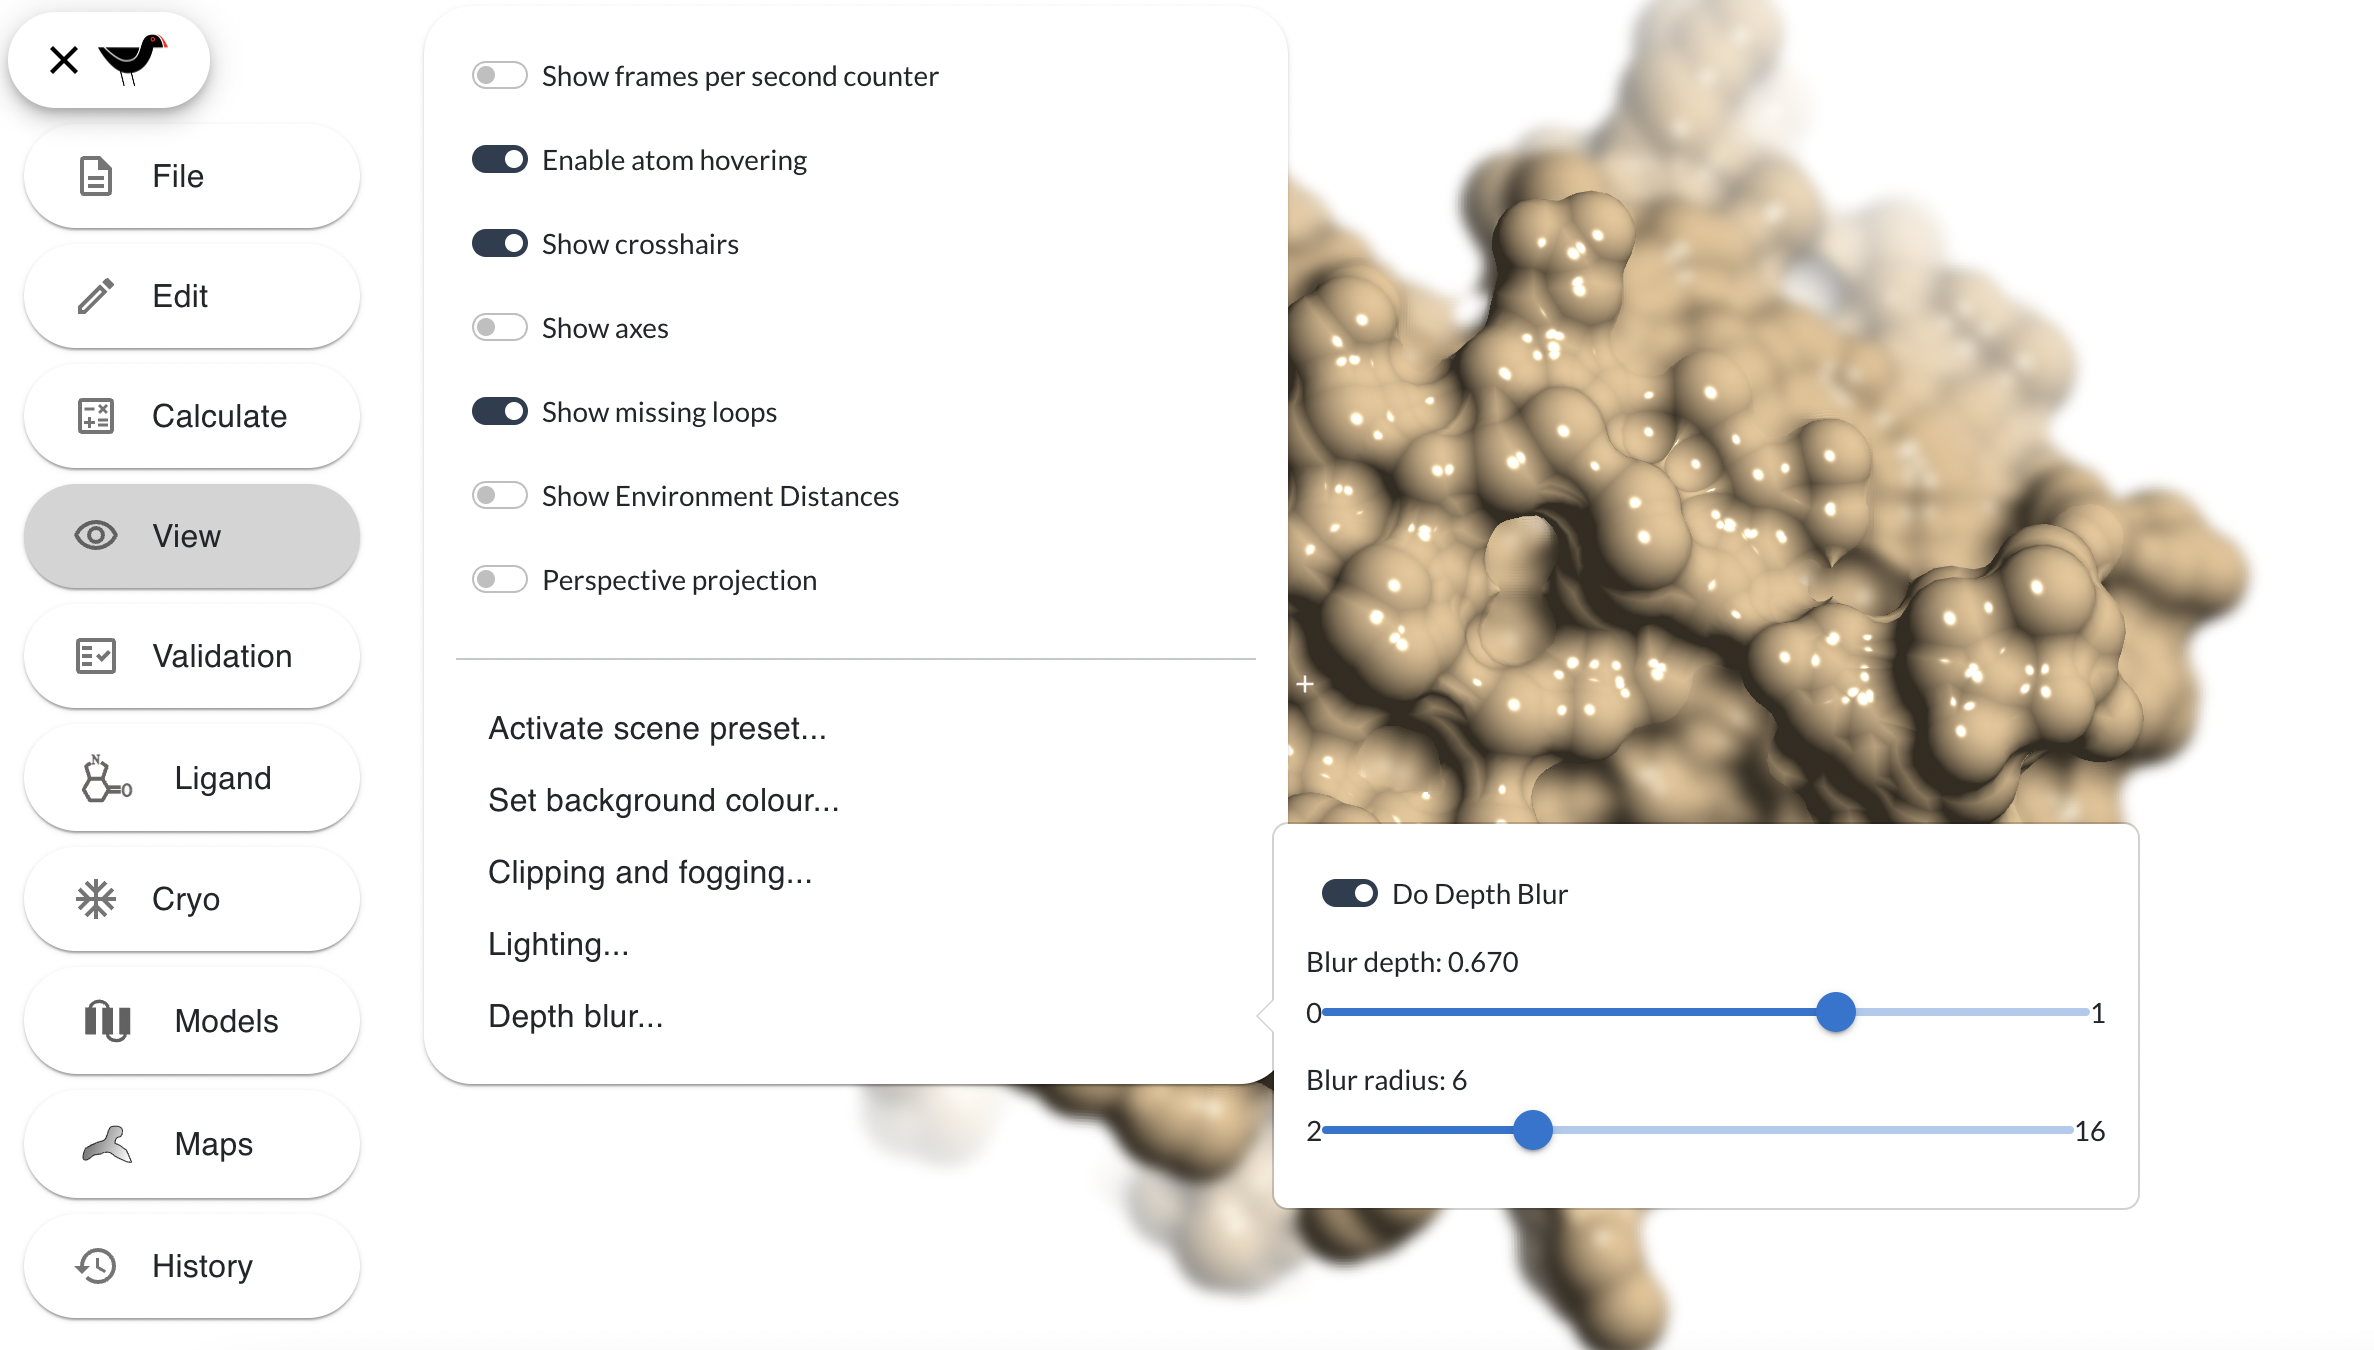 File
Edit
Calculate
View
Validation
Ligand
Cryo
Models
Maps
History
Show frames per second counter
Enable atom hovering
Show crosshairs
Show axes
Show missing loops
Show Environment Distances
Perspective projection
Activate scene preset...
Set background colour...
Clipping and fogging...
Lighting...
Depth blur...
Do Depth Blur
Blur depth: 0.670
0 1
Blur radius: 6
2 16
N
O